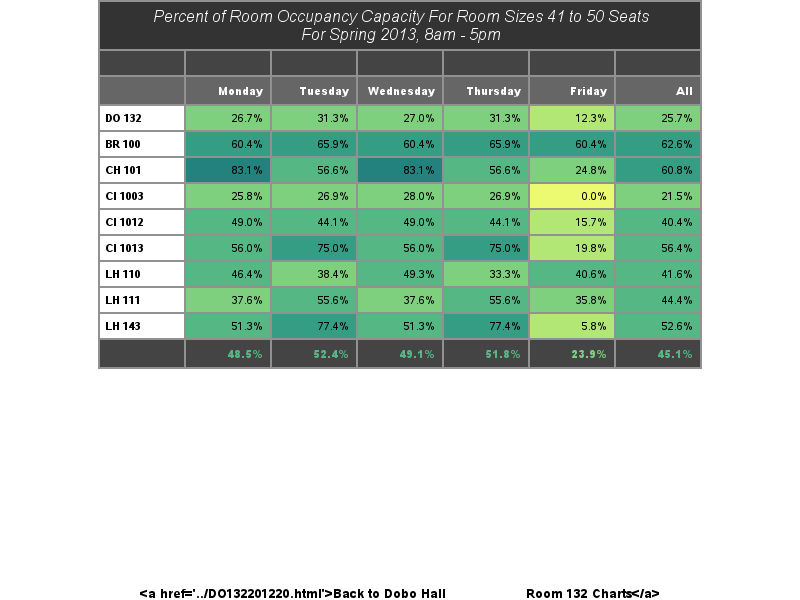 Percent of Room Occupancy Capacity For Room Sizes 41 to 50 Seats
For Spring 2013, 8am - 5pm
Monday Tuesday Wednesday Thursday Friday All
DO 132 26.7% 31.3% 27.0% 31.3% 12.3% 25.7%
BR 100 60.4% 65.9% 60.4% 65.9% 60.4% 62.6%
CH 101 83.1% 56.6% 83.1% 56.6% 24.8% 60.8%
CI 1003 25.8% 26.9% 28.0% 26.9% 0.0% 21.5%
CI 1012 49.0% 44.1% 49.0% 44.1% 15.7% 40.4%
CI 1013 56.0% 75.0% 56.0% 75.0% 19.8% 56.4%
LH 110 46.4% 38.4% 49.3% 33.3% 40.6% 41.6%
LH 111 37.6% 55.6% 37.6% 55.6% 35.8% 44.4%
LH 143 51.3% 77.4% 51.3% 77.4% 5.8% 52.6%
48.5% 52.4% 49.1% 51.8% 23.9% 45.1%
<a href='../DO132201220.html'>Back to Dobo Hall Room 132 Charts</a>